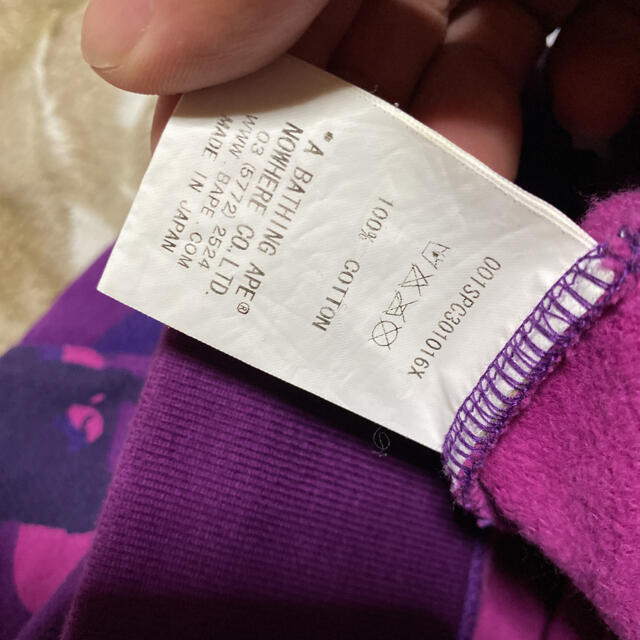 001SPC301016X
100% COTTON
*A BATHING APE®
NOWHERE CO.LTD.
03 (5772) 2524
WWW. BAPE .COM
MADE IN JAPAN